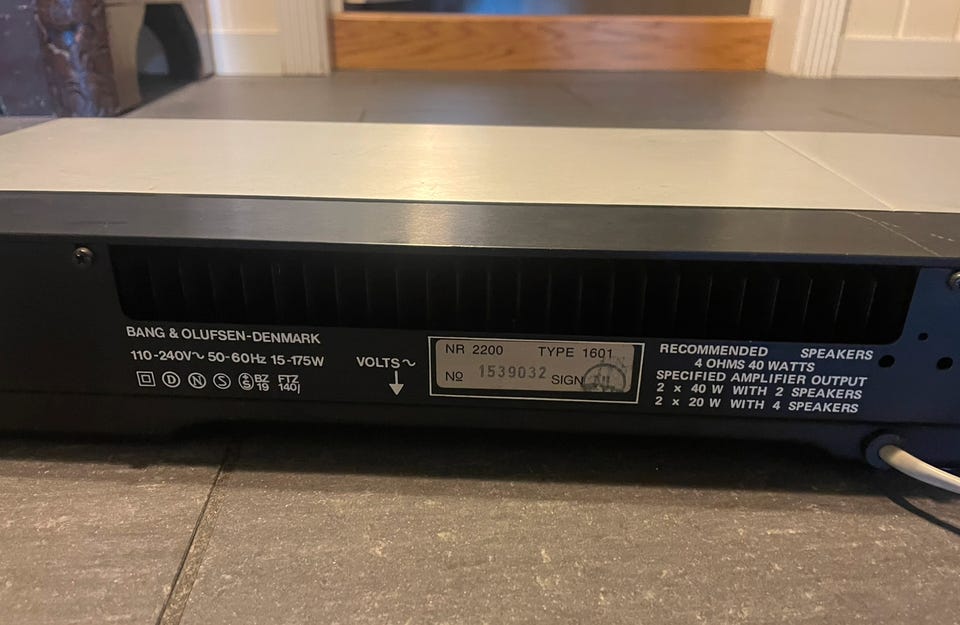 BANG & OLUFSEN-DENMARK
110-240V~ 50-60Hz 15-175W
D N S S BZ 19 FTZ 140j
VOLTS~
NR 2200 TYPE 1601
No 1539032 SIGN
RECOMMENDED SPEAKERS
4 OHMS 40 WATTS
SPECIFIED AMPLIFIER OUTPUT
2 x 40 W WITH 2 SPEAKERS
2 x 20 W WITH 4 SPEAKERS